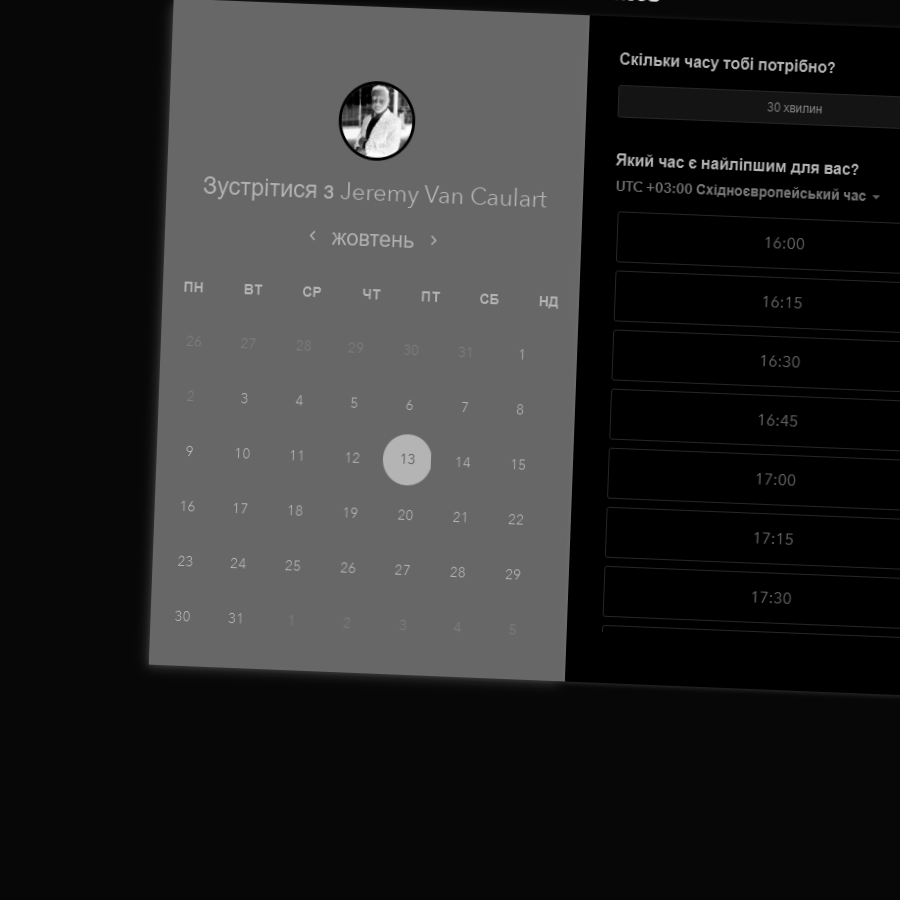 Зустрітися з Jeremy Van Caulart
жовтень
ПН ВТ СР ЧТ ПТ СБ НД
26 27 28 29 30 31 1
2 3 4 5 6 7 8
9 10 11 12 13 14 15
16 17 18 19 20 21 22
23 24 25 26 27 28 29
30 31 1 2 3 4 5
Скільки часу тобі потрібно?
30 хвилин
Який час є найліпшим для вас?
UTC +03:00 Східноєвропейський час
16:00
16:15
16:30
16:45
17:00
17:15
17:30